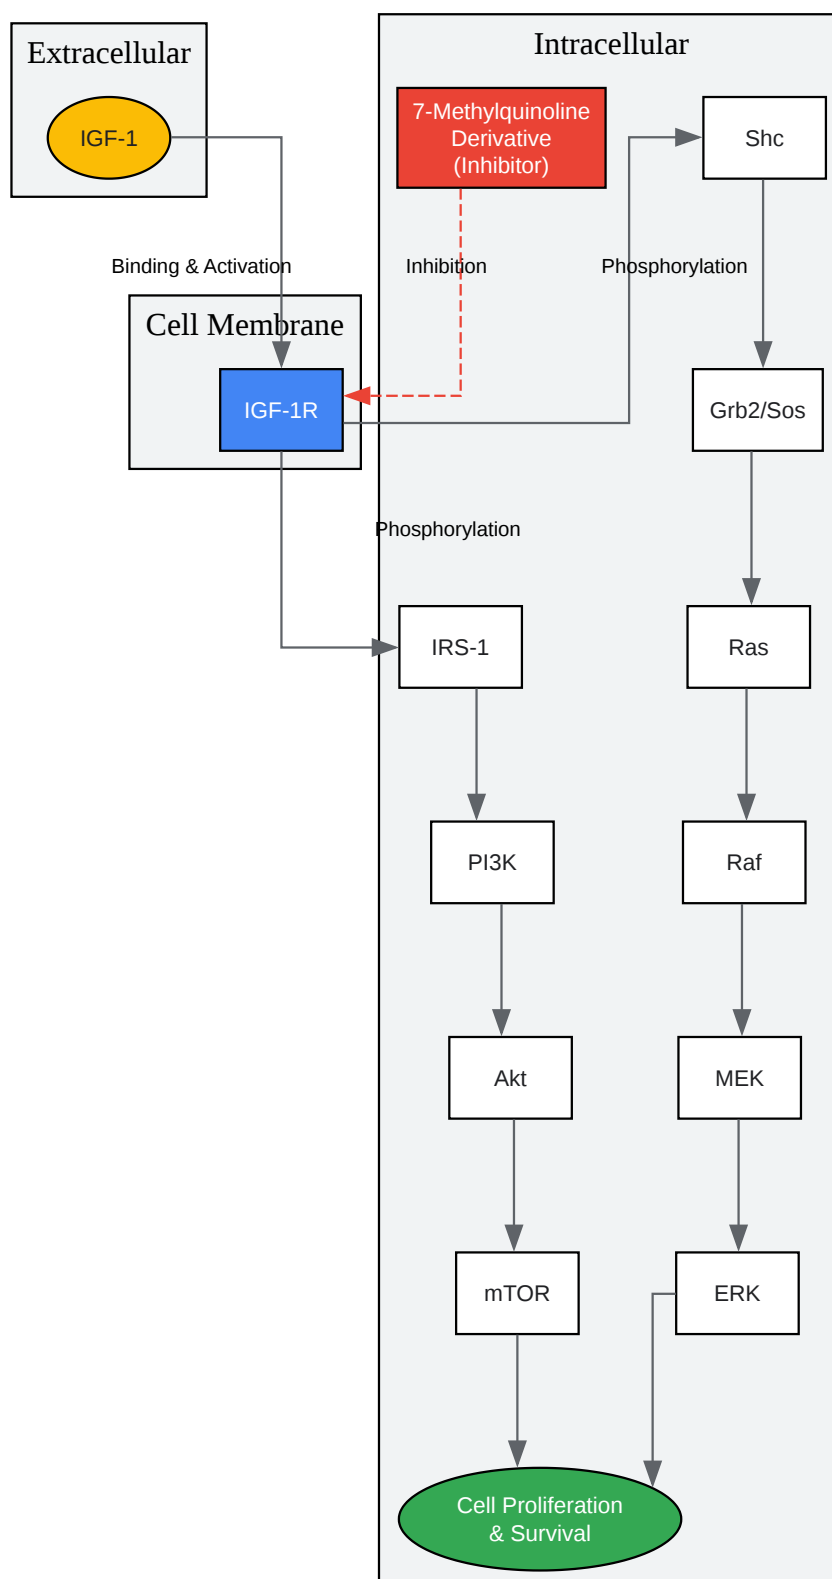 Extracellular
Intracellular
IGF-1
7-Methylquinoline
Derivative
(Inhibitor)
Shc
Binding & Activation
Inhibition
Phosphorylation
Cell Membrane
IGF-1R
Grb2/Sos
Phosphorylation
IRS-1
Ras
PI3K
Raf
Akt
MEK
mTOR
ERK
Cell Proliferation
& Survival